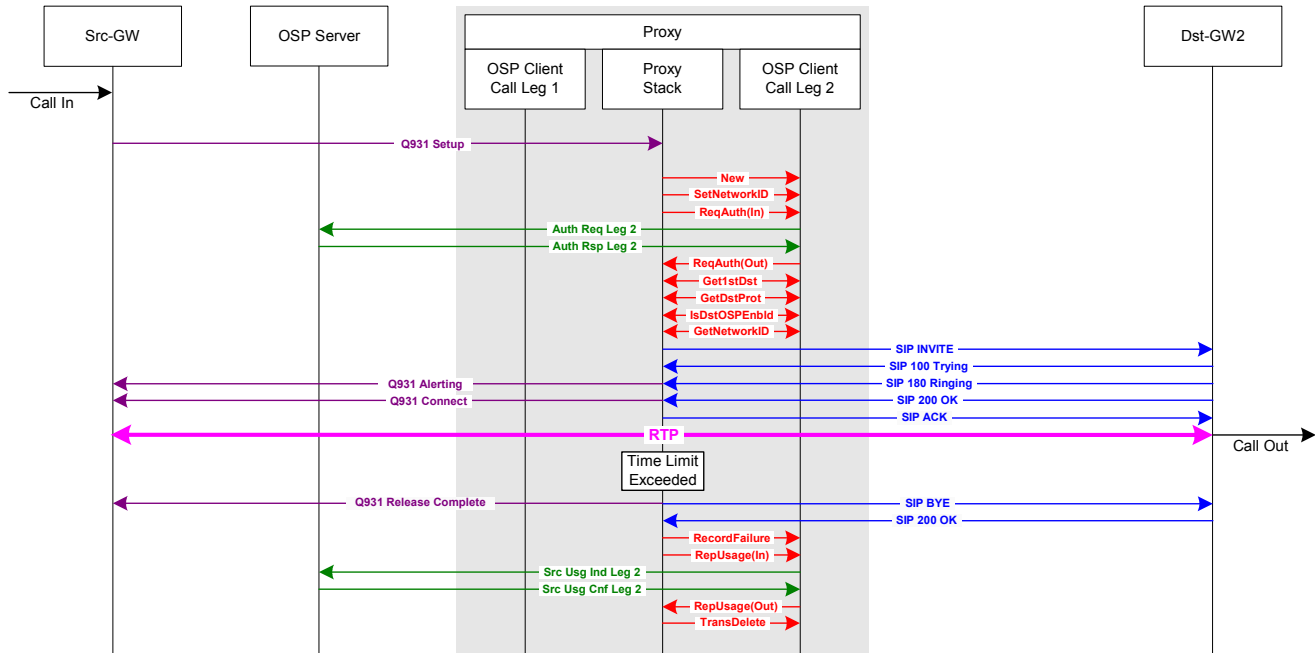 Src-GW
OSP Server
Proxy
Dst-GW2
OSP Client
Call Leg 1
Proxy
Stack
OSP Client
Call Leg 2
Call In
Q931 Setup
New
SetNetworkID
ReqAuth(In)
Auth Req Leg 2
Auth Rsp Leg 2
ReqAuth(Out)
Get1stDst
GetDstProt
IsDstOSPEnbld
GetNetworkID
SIP INVITE
SIP 100 Trying
Q931 Alerting
SIP 180 Ringing
Q931 Connect
SIP 200 OK
SIP ACK
RTP
Call Out
Time Limit
Exceeded
Q931 Release Complete
SIP BYE
SIP 200 OK
RecordFailure
RepUsage(In)
Src Usg Ind Leg 2
Src Usg Cnf Leg 2
RepUsage(Out)
TransDelete